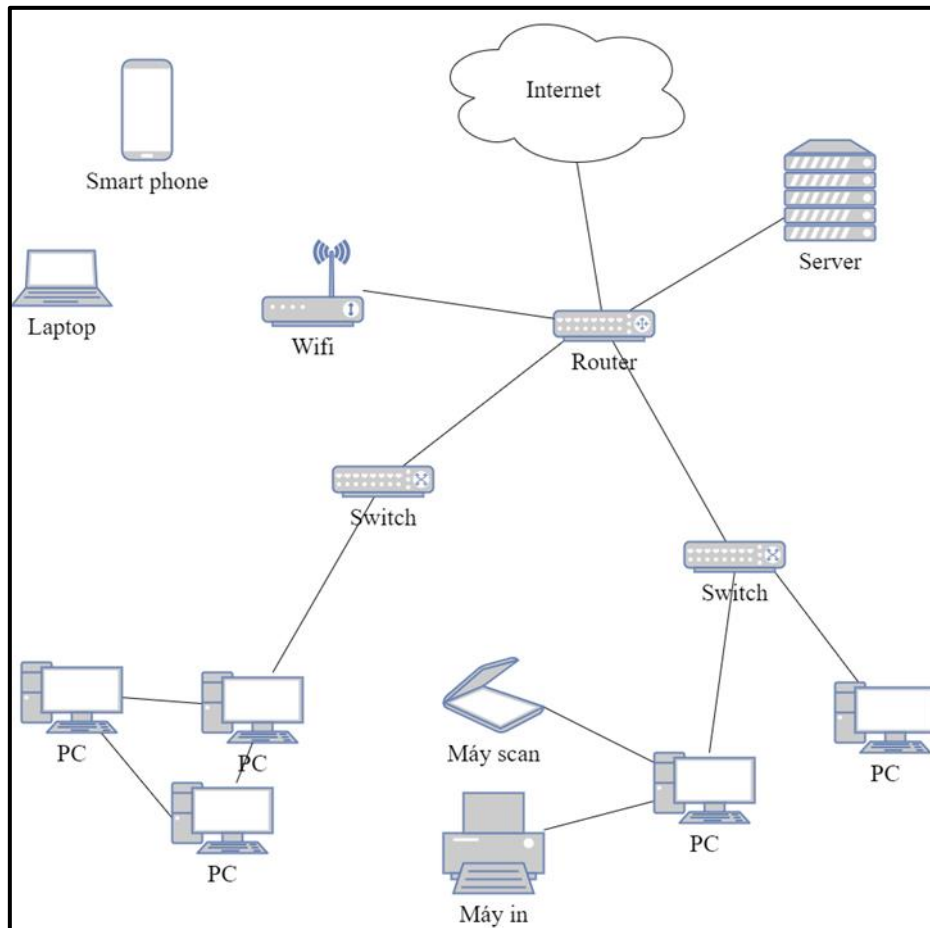 Internet
Smart phone
Server
Laptop
Wifi
Router
Switch
Switch
PC
PC
Máy scan
PC
PC
PC
Máy in